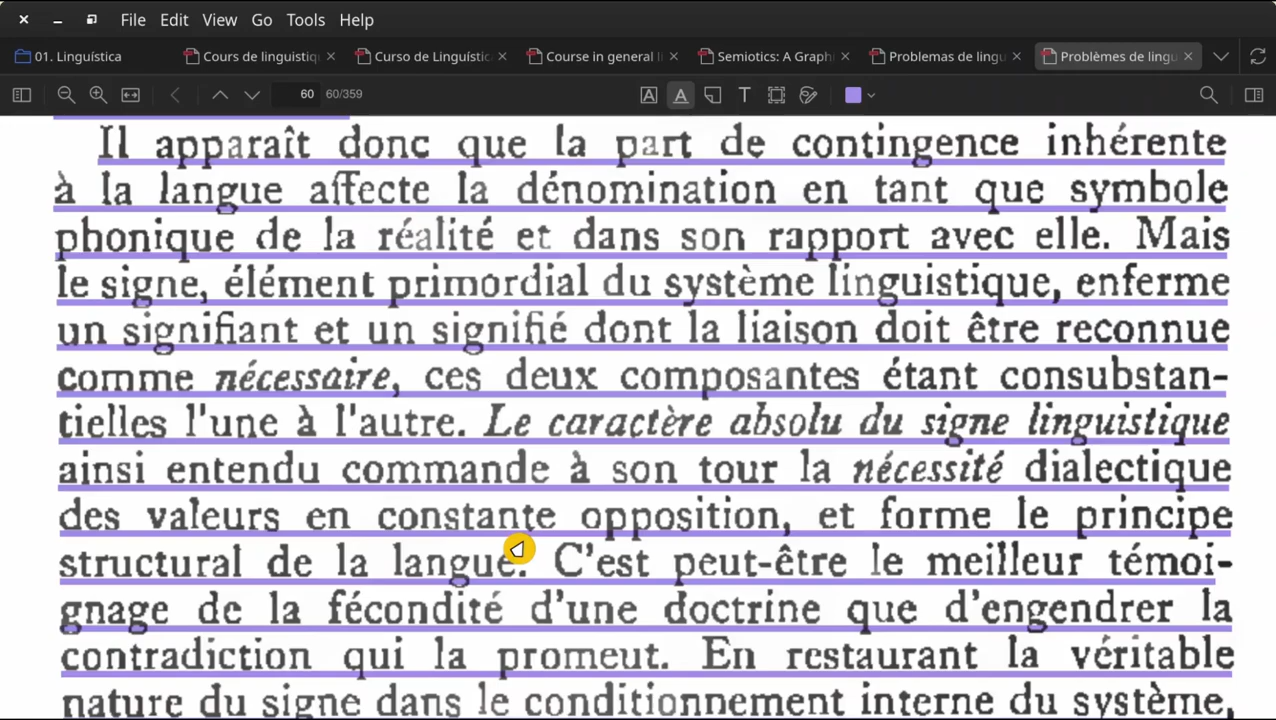 File Edit View Go Tools Help
01. Linguística Cours de linguistiq Curso de Linguístic Course in general li Semiotics: A Graph Problemas de lingu Problèmes de lingu
60 60/359
Il apparaît donc que la part de contingence inhérente
à la langue affecte la dénomination en tant que symbole
phonique de la réalité et dans son rapport avec elle. Mais
le signe, élément primordial du système linguistique, enferme
un signifiant et un signifié dont la liaison doit être reconnue
comme nécessaire, ces deux composantes étant consubstan-
tielles l'une à l'autre. Le caractère absolu du signe linguistique
ainsi entendu commande à son tour la nécessité dialectique
des valeurs en constante opposition, et forme le principe
structural de la langue. C'est peut-être le meilleur témoi-
gnage de la fécondité d'une doctrine que d'engendrer la
contradiction qui la promeut. En restaurant la véritable
nature du signe dans le conditionnement interne du système,